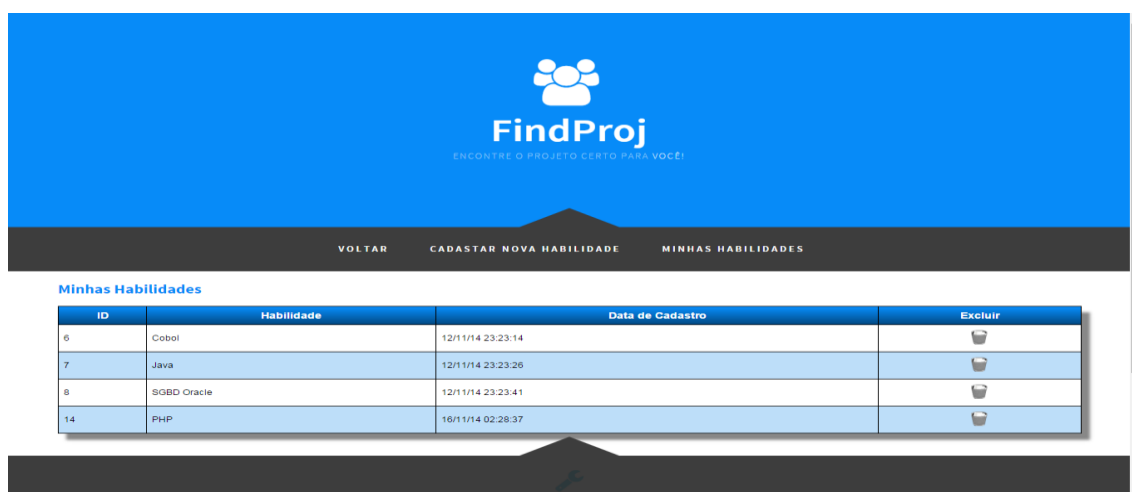 FindProj
ENCONTRE O PROJETO CERTO PARA VOCÊ!
VOLTAR CADASTAR NOVA HABILIDADE MINHAS HABILIDADES
Minhas Habilidades
ID Habilidade Data de Cadastro Excluir
6 Cobol 12/11/14 23:23:14
7 Java 12/11/14 23:23:26
8 SGBD Oracle 12/11/14 23:23:41
14 PHP 16/11/14 02:28:37